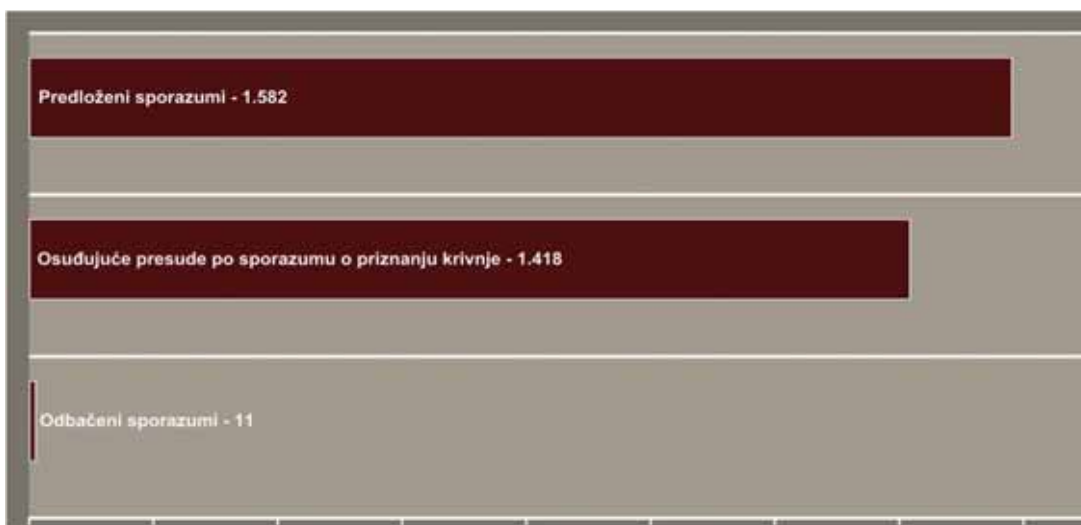 Predloženi sporazumi - 1.582
Osuđujuće presude po sporazumu o priznanju krivnje - 1.418
Odbačeni sporazumi - 11